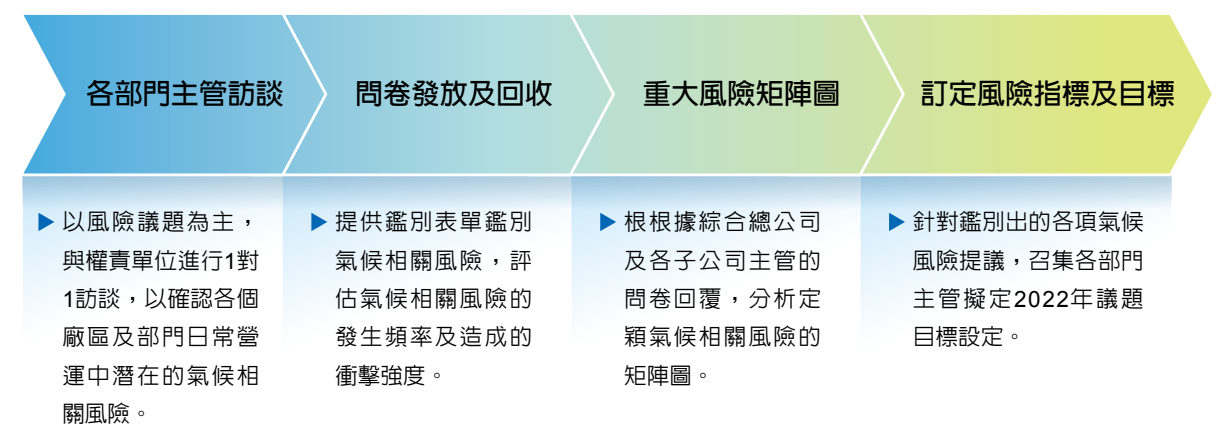 各部門主管訪談
問卷發放及回收
重大風險矩陣圖
訂定風險指標及目標
以風險議題為主，
與權責單位進行1對
1訪談，以確認各個
廠區及部門日常營
運中潛在的氣候相
關風險。
提供鑑別表單鑑別
氣候相關風險，評
估氣候相關風險的
發生頻率及造成的
衝擊強度。
根根據綜合總公司
及各子公司主管的
問卷回覆，分析定
穎氣候相關風險的
矩陣圖。
針對鑑別出的各項氣候
風險提議，召集各部門
主管擬定2022年議題
目標設定。